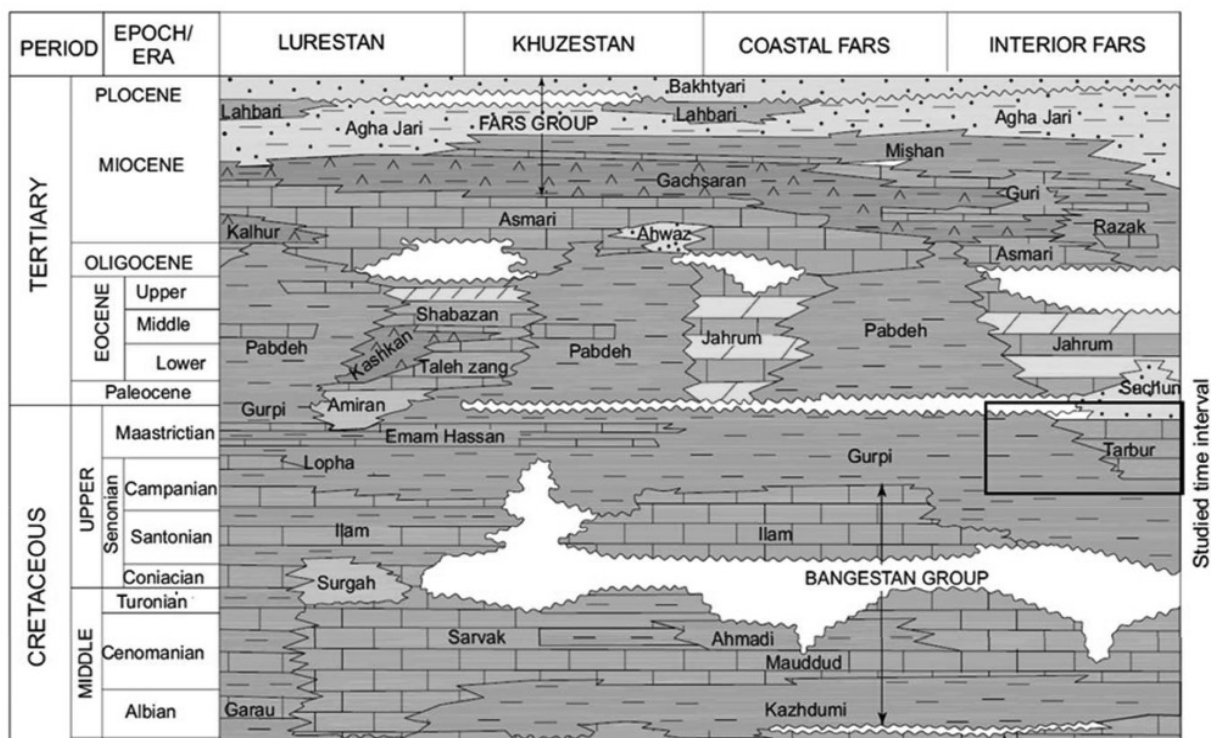 PERIOD
EPOCH/
ERA
LURESTAN
KHUZESTAN
COASTAL FARS
INTERIOR FARS
TERTIARY
PLOCENE
MIOCENE
OLIGOCENE
EOCENE
Upper
Middle
Lower
Paleocene
CRETACEOUS
UPPER
Maastrictian
Senonian
Campanian
Santonian
Coniacian
MIDDLE
Turonian
Cenomanian
Albian
Bakhtyari
Lahbari
Lahbari
Agha Jari
FARS GROUP
Agha Jari
Mishan
Gachsaran
Guri
Asmari
Kalhur
Ahwaz
Razak
Asmari
Shabazan
Pabdeh
Kashkan
Taleh zang
Pabdeh
Jahrum
Pabdeh
Jahrum
Sachun
Amiran
Gurpi
Emam Hassan
Lopha
Gurpi
Tarbur
Ilam
Ilam
Surgah
BANGESTAN GROUP
Sarvak
Ahmadi
Mauddud
Garau
Kazhdumi
Studied time interval